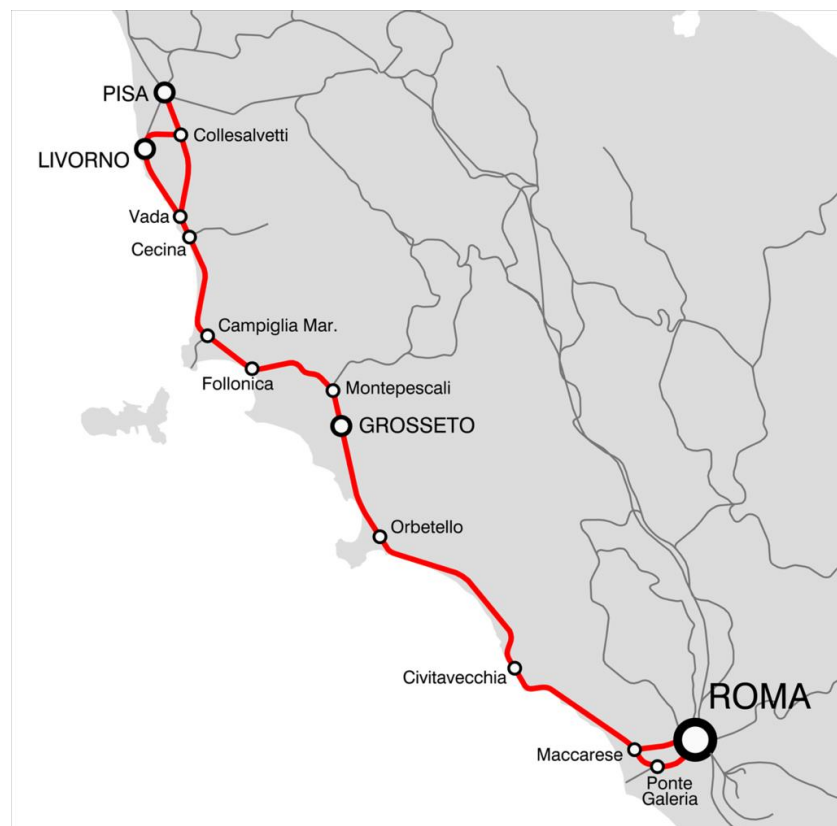 PISA
Collesalvetti
LIVORNO
Vada
Cecina
Campiglia Mar.
Follonica
Montepescali
GROSSETO
Orbetello
Civitavecchia
ROMA
Maccarese
Ponte
Galeria